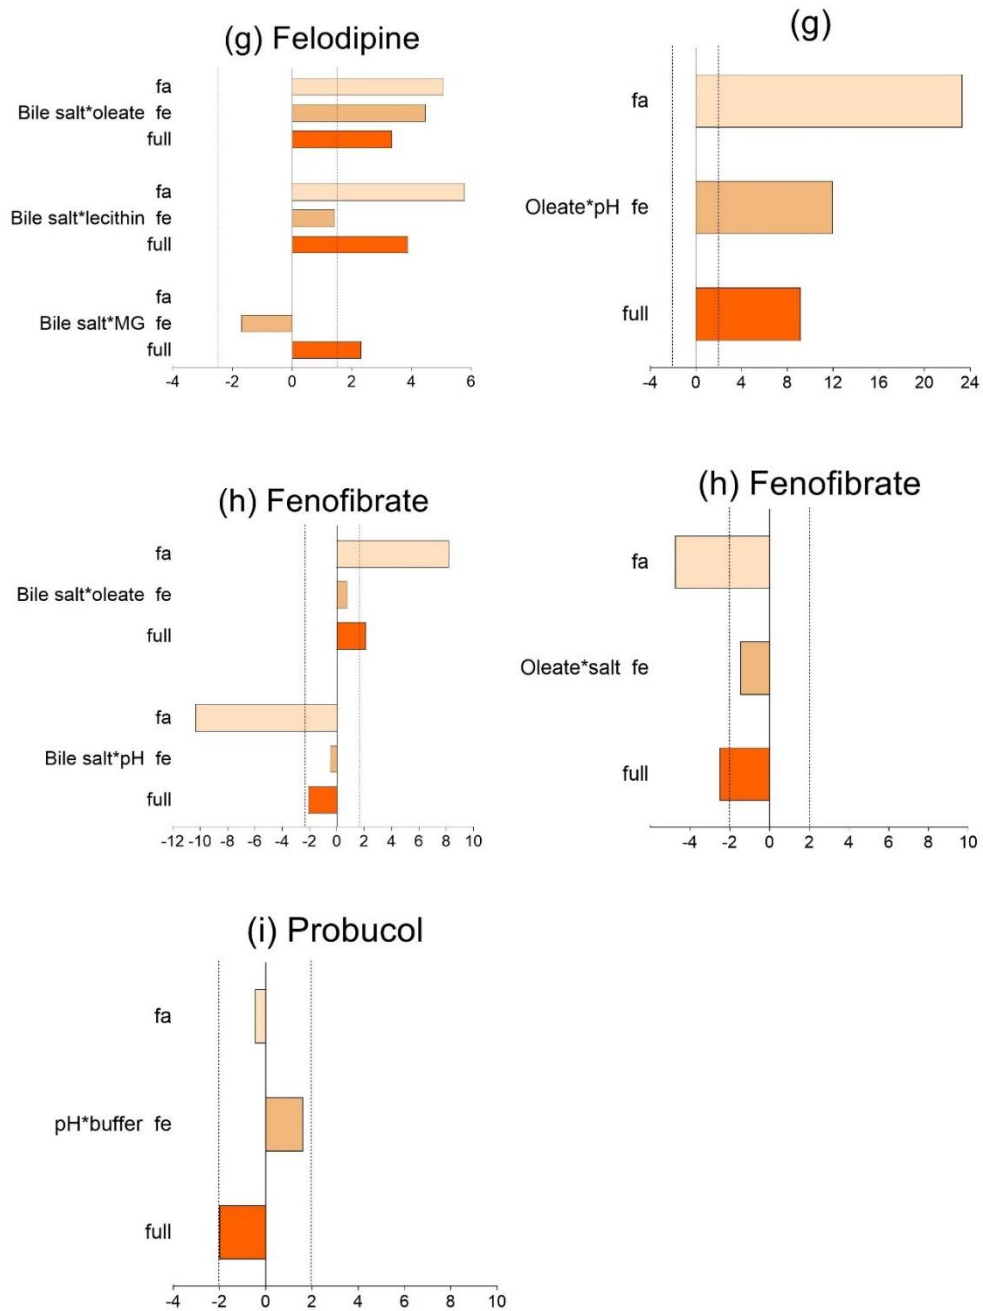 (g) Felodipine
fa
Bile salt*oleate fe
full
fa
Bile salt*lecithin fe
full
fa
Bile salt*MG fe
full
-4 -2 0 2 4 6
(g)
fa
Oleate*pH fe
full
-4 0 4 8 12 16 20 24
(h) Fenofibrate
fa
Bile salt*oleate fe
full
fa
Bile salt*pH fe
full
-12 -10 -8 -6 -4 -2 0 2 4 6 8 10
(h) Fenofibrate
fa
Oleate*salt fe
full
-4 -2 0 2 4 6 8 10
(i) Probucol
fa
pH*buffer fe
full
-4 -2 0 2 4 6 8 10